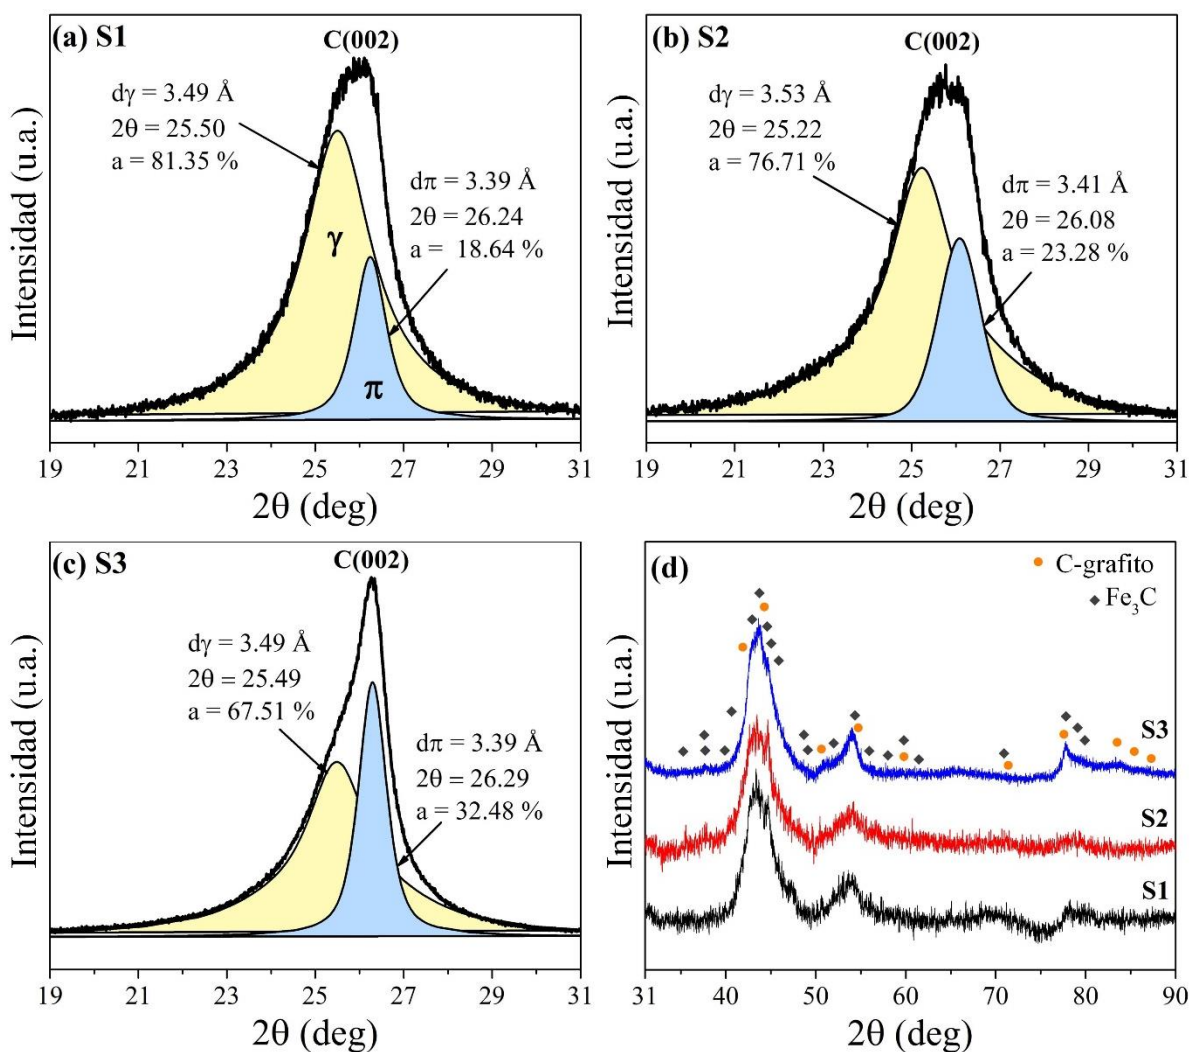 (a) S1
C(002)
dγ = 3.49 Å
2θ = 25.50
a = 81.35 %
dπ = 3.39 Å
2θ = 26.24
a = 18.64 %
γ
π
Intensidad (u.a.)
19 21 23 25 27 29 31
2θ (deg)
(b) S2
C(002)
dγ = 3.53 Å
2θ = 25.22
a = 76.71 %
dπ = 3.41 Å
2θ = 26.08
a = 23.28 %
Intensidad (u.a.)
19 21 23 25 27 29 31
2θ (deg)
(c) S3
C(002)
dγ = 3.49 Å
2θ = 25.49
a = 67.51 %
dπ = 3.39 Å
2θ = 26.29
a = 32.48 %
Intensidad (u.a.)
19 21 23 25 27 29 31
2θ (deg)
(d)
C-grafito
Fe₃C
S3
S2
S1
Intensidad (u.a.)
31 40 50 60 70 80 90
2θ (deg)